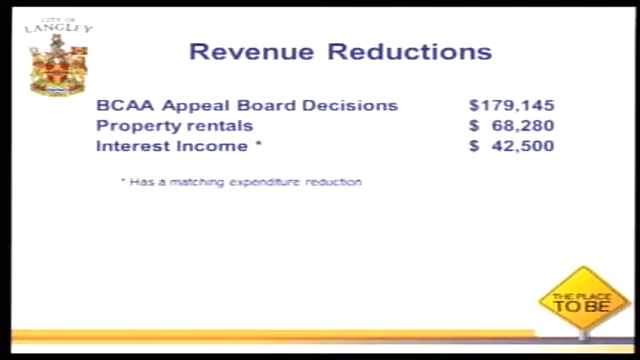 CITY OF
LANGLEY
Revenue Reductions
BCAA Appeal Board Decisions $179,145
Property rentals $ 68,280
Interest Income * $ 42,500
* Has a matching expenditure reduction
THE PLACE
TO BE